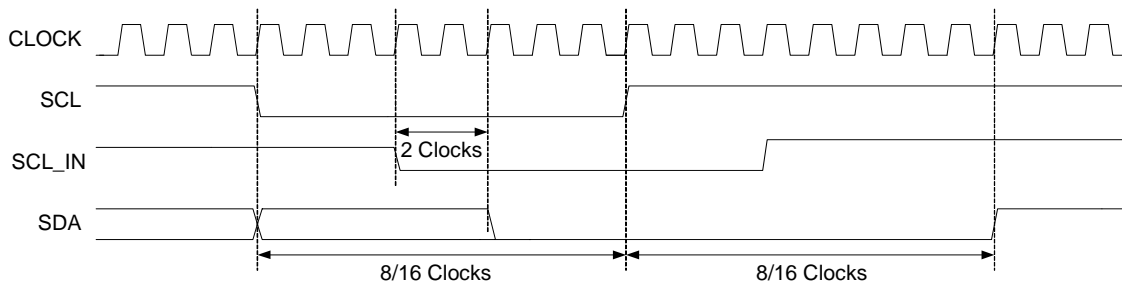 CLOCK
SCL
2 Clocks
SCL_IN
SDA
8/16 Clocks
8/16 Clocks